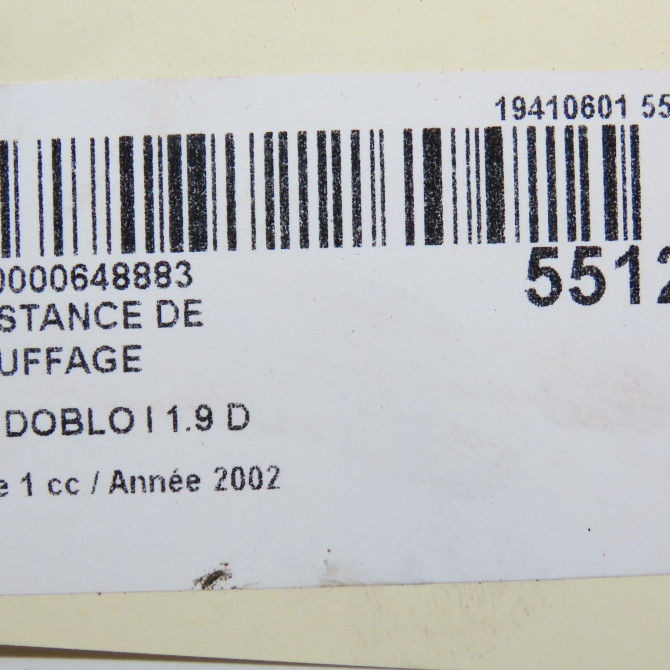 19410601 55
0000648883
5512
STANCE DE
UFFAGE
DOBLO I 1.9 D
e 1 cc / Année 2002